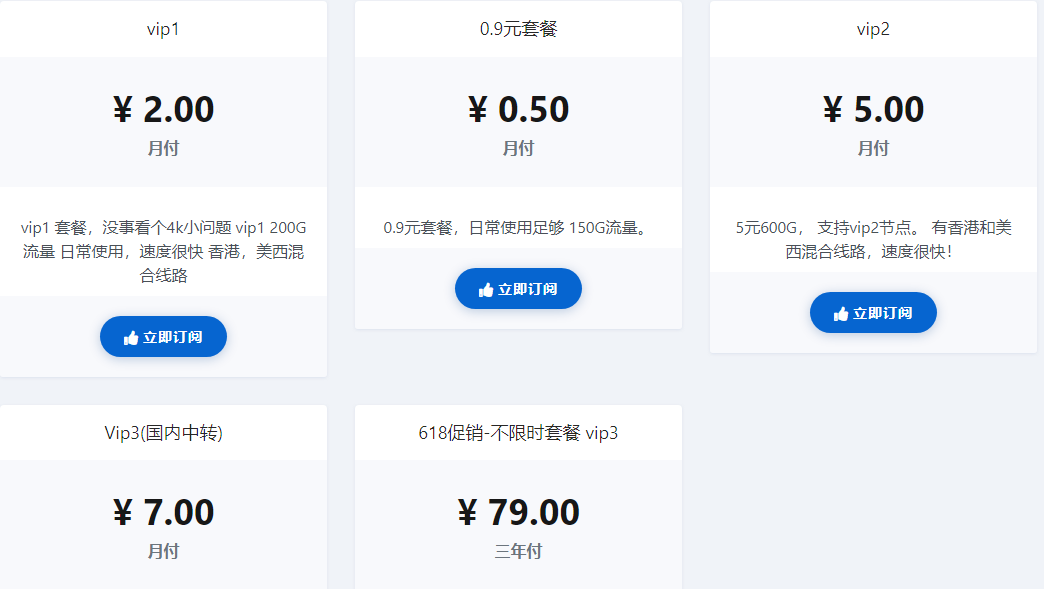 vip1
¥ 2.00
月付
vip1 套餐，没事看个4k小问题 vip1 200G
流量 日常使用，速度很快 香港，美西混
合线路
立即订阅
0.9元套餐
¥ 0.50
月付
0.9元套餐，日常使用足够 150G流量。
立即订阅
vip2
¥ 5.00
月付
5元600G， 支持vip2节点。 有香港和美
西混合线路，速度很快！
立即订阅
Vip3(国内中转)
¥ 7.00
月付
618促销-不限时套餐 vip3
¥ 79.00
三年付